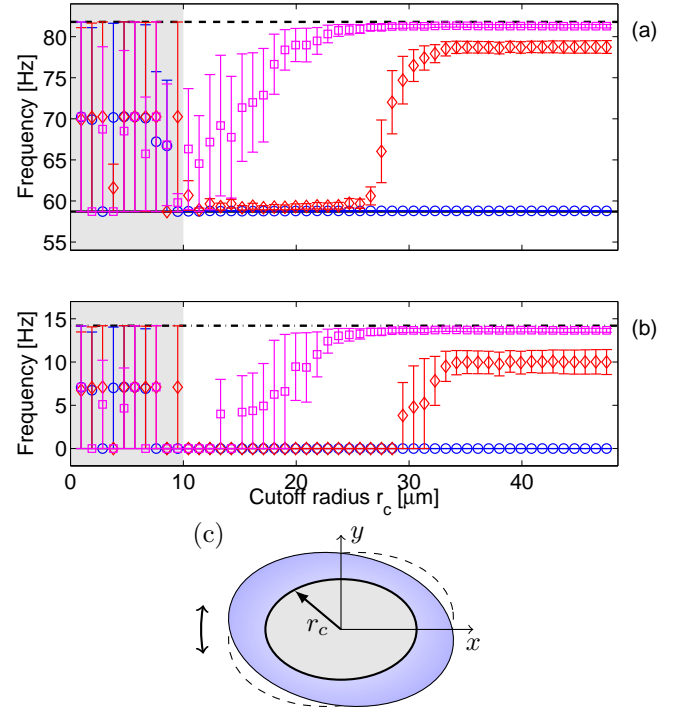 80
75
70
65
60
55
Frequency [Hz]
(a)
15
10
5
0
Frequency [Hz]
(b)
0 10 20 30 40
Cutoff radius r_c [μm]
(c)
y
r_c
x